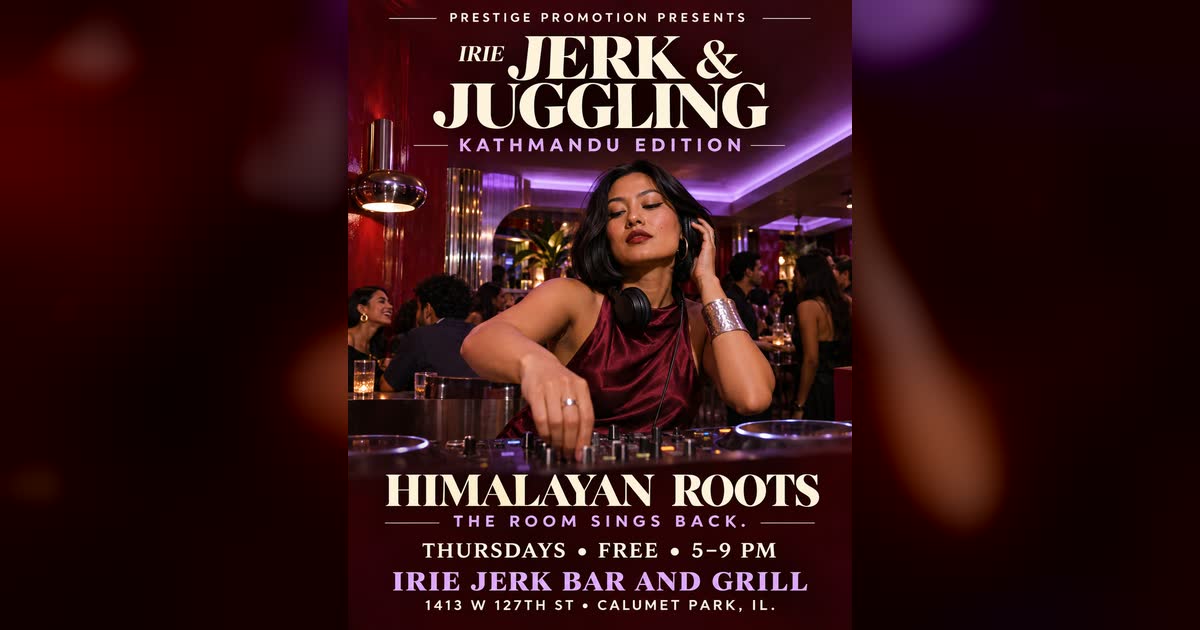 PRESTIGE PROMOTION PRESENTS
IRIE JERK &
JUGGLING
KATHMANDU EDITION
HIMALAYAN ROOTS
THE ROOM SINGS BACK.
THURSDAYS • FREE • 5–9 PM
IRIE JERK BAR AND GRILL
1413 W 127TH ST • CALUMET PARK, IL.